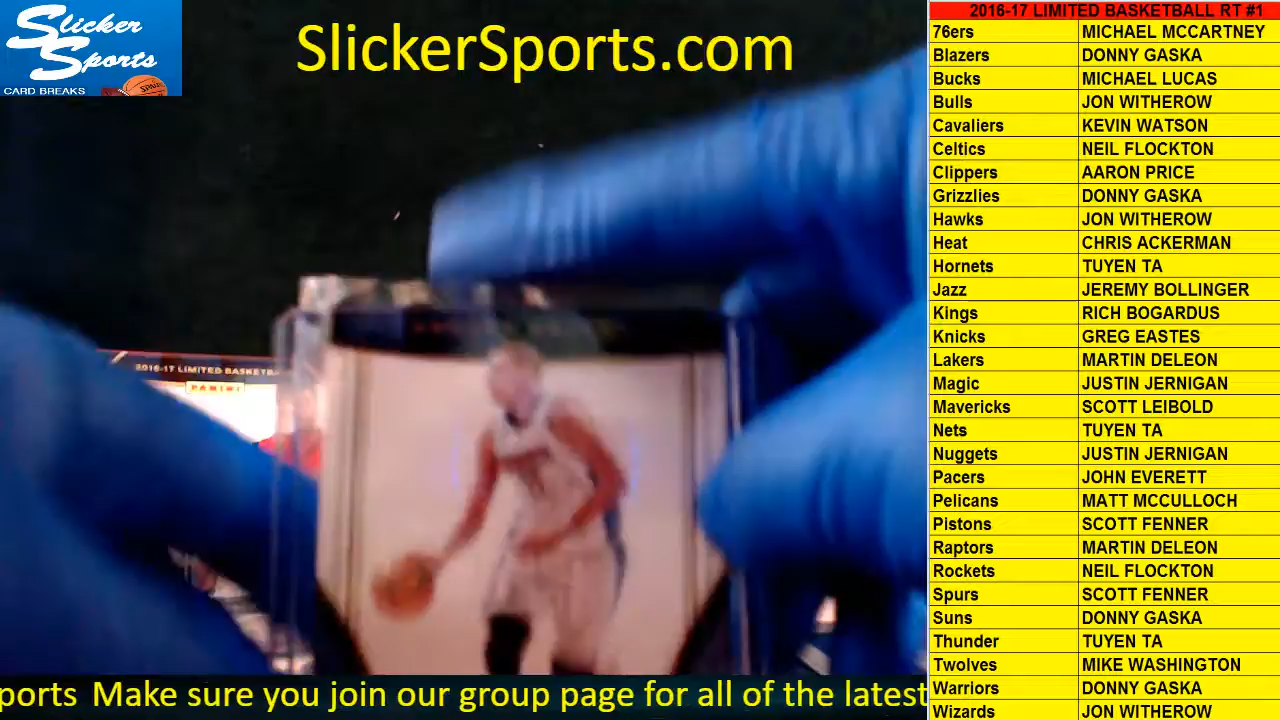 Slicker
Sports
CARD BREAKS
SlickerSports.com
2016-17 LIMITED BASKETB
PANINI
ports Make sure you join our group page for all of the latest
2016-17 LIMITED BASKETBALL RT #1
76ers MICHAEL MCCARTNEY
Blazers DONNY GASKA
Bucks MICHAEL LUCAS
Bulls JON WITHEROW
Cavaliers KEVIN WATSON
Celtics NEIL FLOCKTON
Clippers AARON PRICE
Grizzlies DONNY GASKA
Hawks JON WITHEROW
Heat CHRIS ACKERMAN
Hornets TUYEN TA
Jazz JEREMY BOLLINGER
Kings RICH BOGARDUS
Knicks GREG EASTES
Lakers MARTIN DELEON
Magic JUSTIN JERNIGAN
Mavericks SCOTT LEIBOLD
Nets TUYEN TA
Nuggets JUSTIN JERNIGAN
Pacers JOHN EVERETT
Pelicans MATT MCCULLOCH
Pistons SCOTT FENNER
Raptors MARTIN DELEON
Rockets NEIL FLOCKTON
Spurs SCOTT FENNER
Suns DONNY GASKA
Thunder TUYEN TA
Twolves MIKE WASHINGTON
Warriors DONNY GASKA
Wizards JON WITHEROW